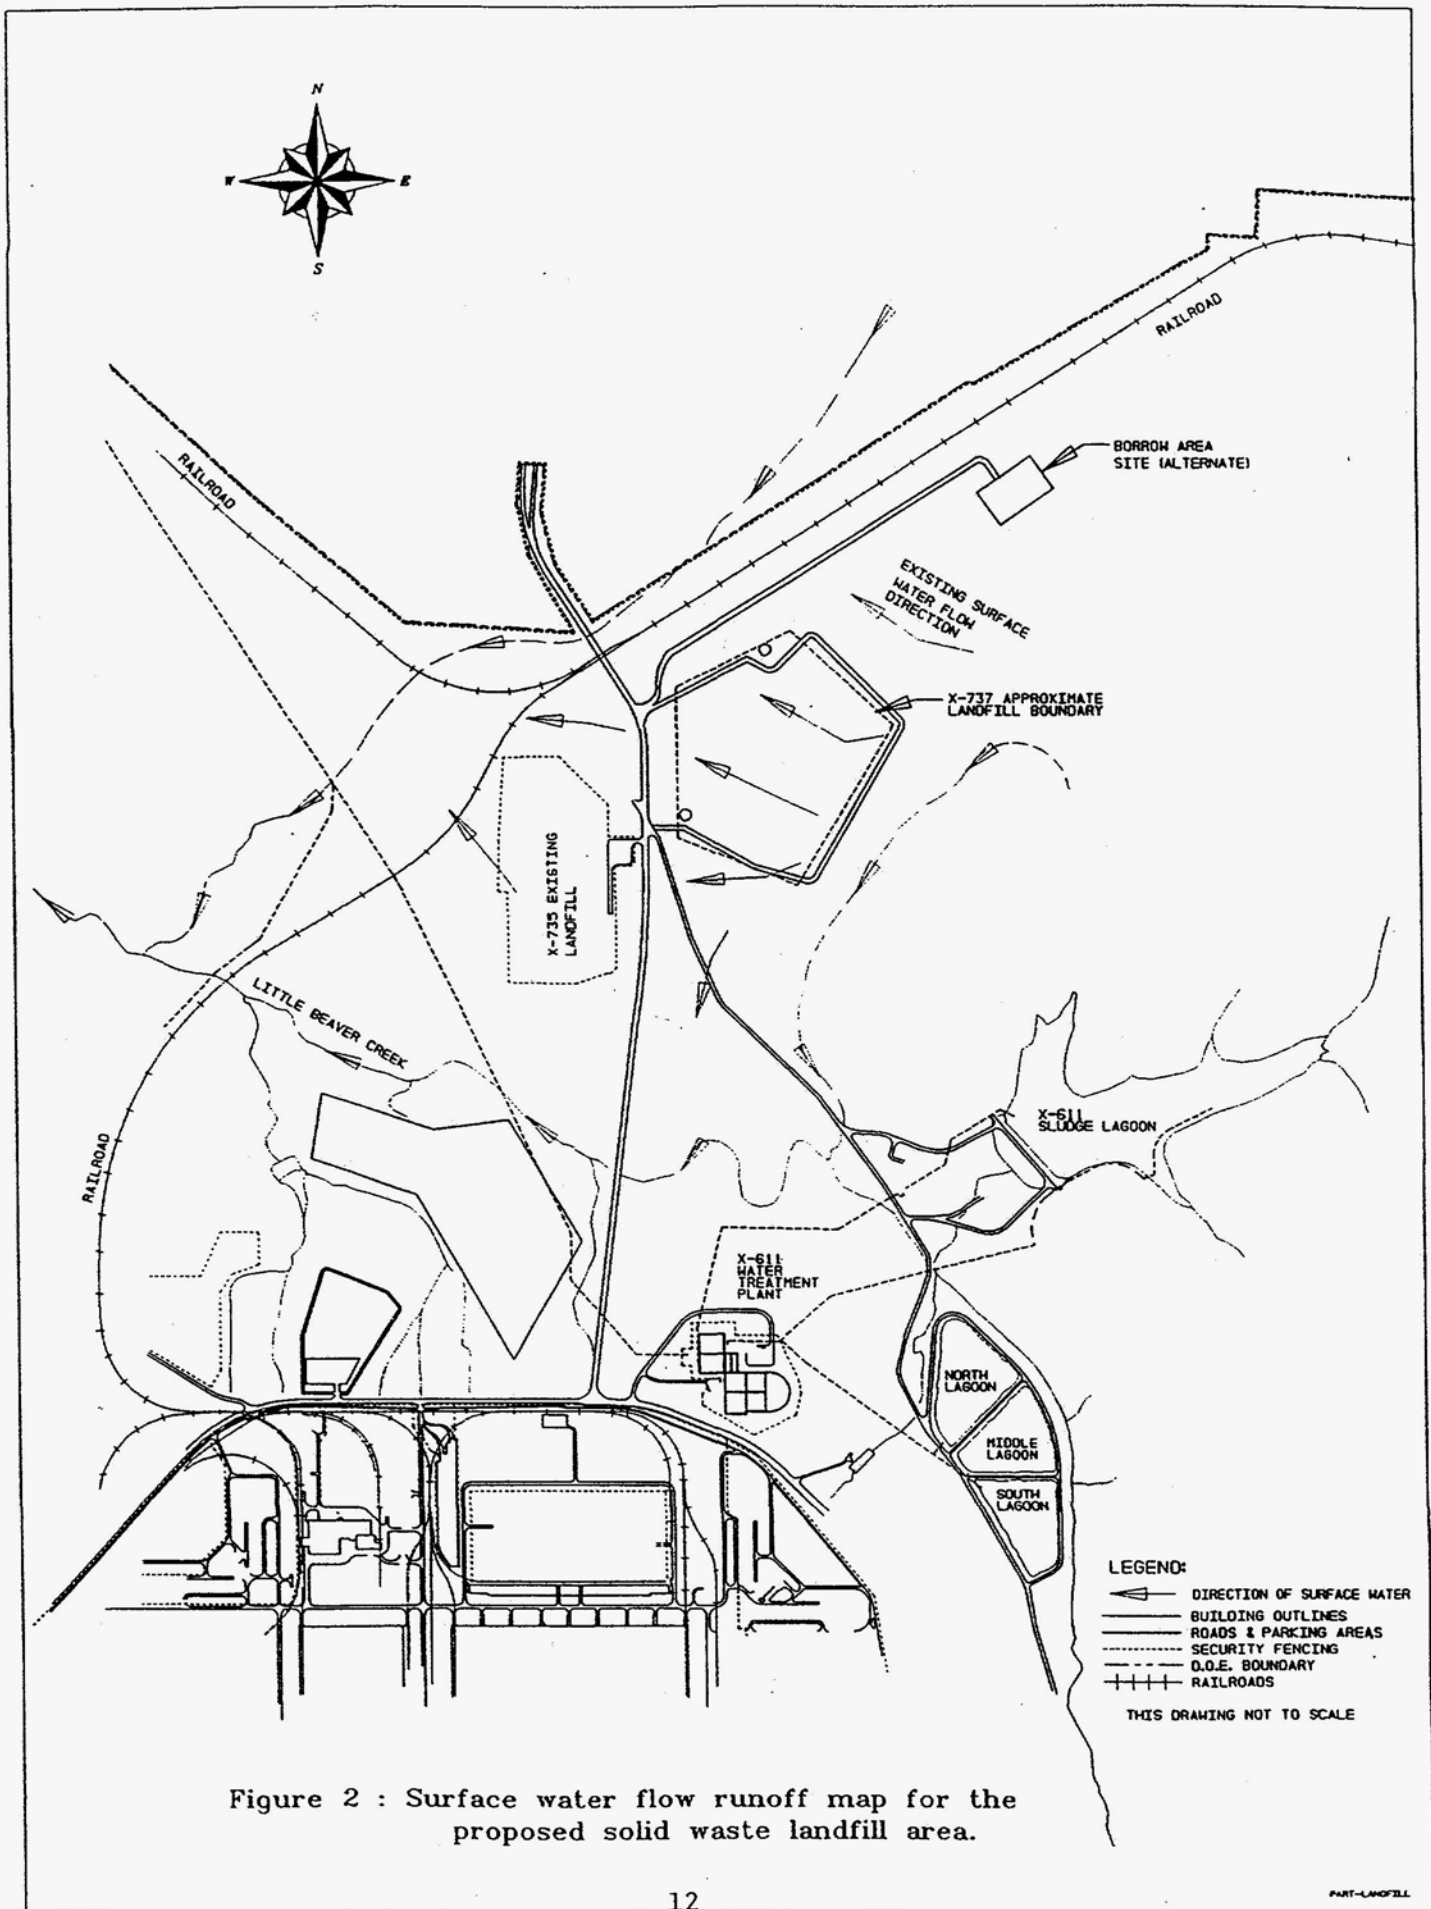 N
W
E
S
RAILROAD
BORROW AREA
SITE (ALTERNATE)
RAILROAD
EXISTING SURFACE
WATER FLOW
DIRECTION
X-737 APPROXIMATE
LANDFILL BOUNDARY
X-735 EXISTING
LANDFILL
LITTLE BEAVER CREEK
X-611
SLUDGE LAGOON
RAILROAD
X-611
WATER
TREATMENT
PLANT
NORTH
LAGOON
MIDDLE
LAGOON
SOUTH
LAGOON
LEGEND:
DIRECTION OF SURFACE WATER
BUILDING OUTLINES
ROADS & PARKING AREAS
SECURITY FENCING
D.O.E. BOUNDARY
RAILROADS
THIS DRAWING NOT TO SCALE
Figure 2 : Surface water flow runoff map for the
proposed solid waste landfill area.
12
PART-LANDFILL